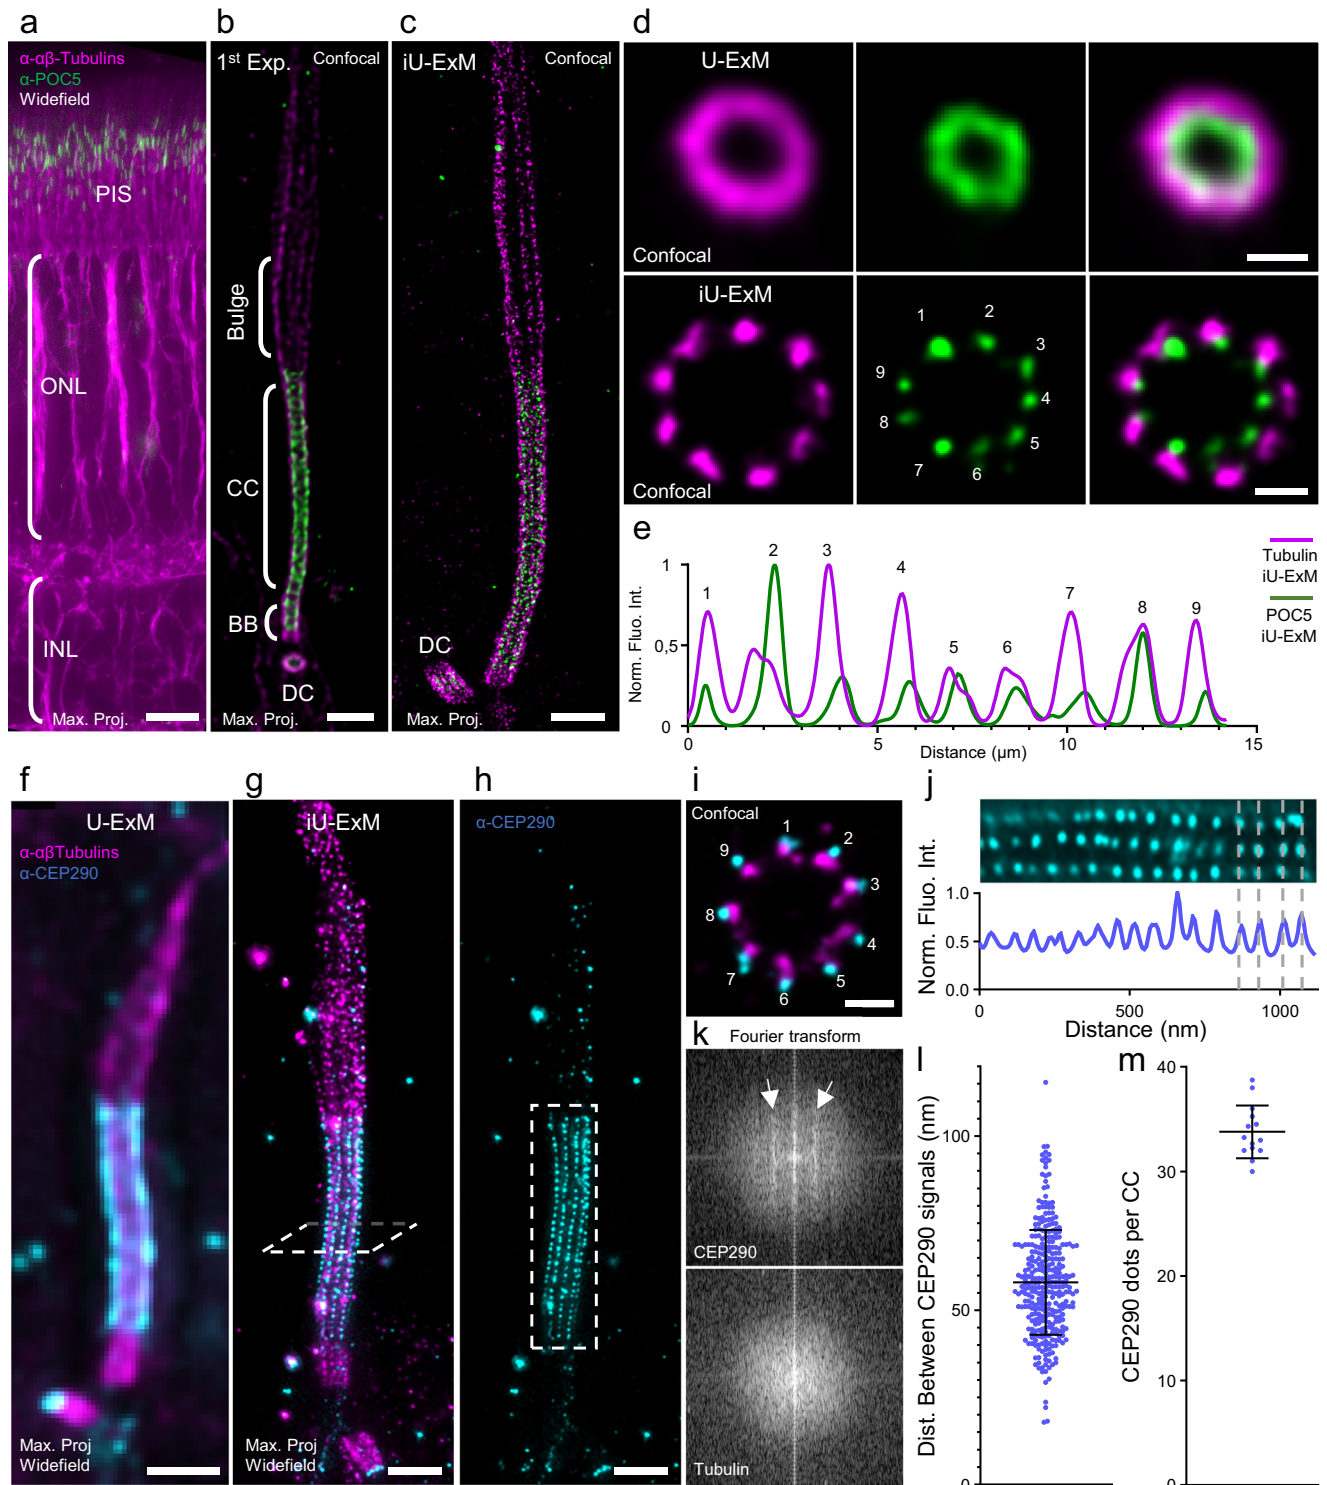 a
α-αβ-Tubulins
α-POC5
Widefield
PIS
ONL
INL
Max. Proj.
b
1st Exp.
Confocal
Bulge
CC
BB
DC
Max. Proj.
c
iU-ExM
Confocal
DC
Max. Proj.
d
U-ExM
Confocal
iU-ExM
Confocal
1
2
3
4
5
6
7
8
9
e
Norm. Fluo. Int.
1
0.5
0
1
2
3
4
5
6
7
8
9
0
5
10
15
Distance (µm)
Tubulin
iU-ExM
POC5
iU-ExM
f
U-ExM
α-αβTubulins
α-CEP290
Max. Proj
Widefield
g
iU-ExM
Max. Proj
Widefield
h
α-CEP290
i
Confocal
1
2
3
4
5
6
7
8
9
j
Norm. Fluo. Int.
1.0
0.5
0.0
0
500
1000
Distance (nm)
k
Fourier transform
CEP290
Tubulin
l
Dist. Between CEP290 signals (nm)
100
50
0
m
CEP290 dots per CC
40
30
20
10
0